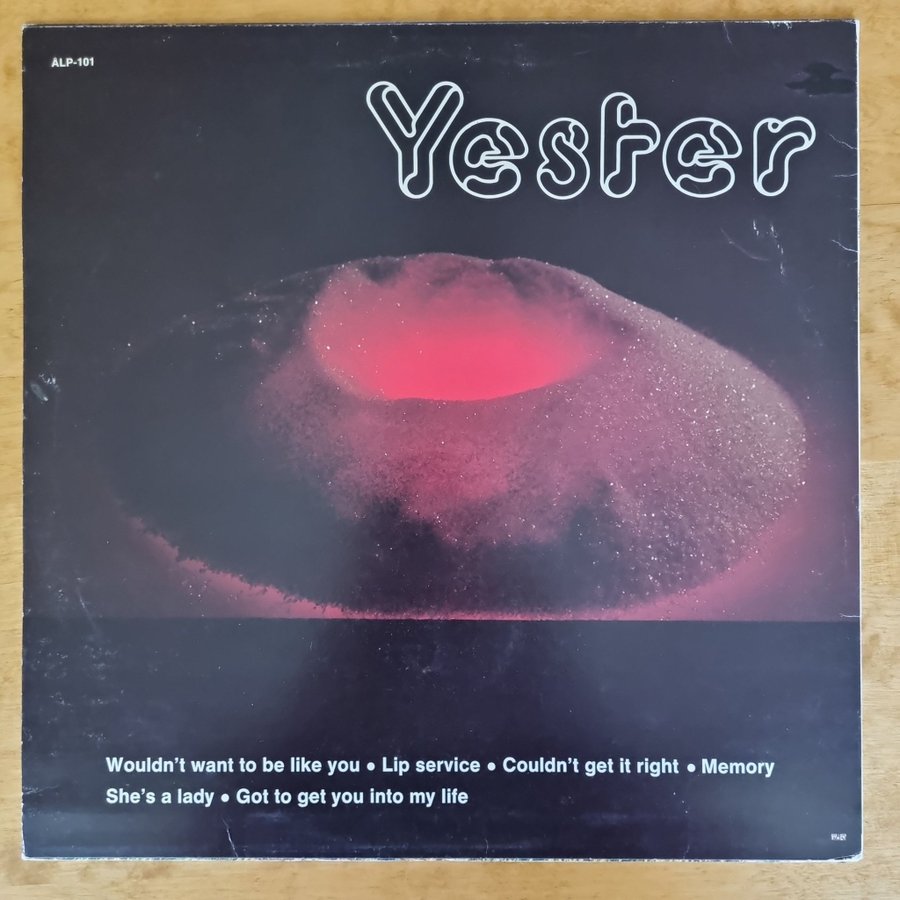 ALP-101
Yester
Wouldn't want to be like you • Lip service • Couldn't get it right • Memory
She's a lady • Got to get you into my life